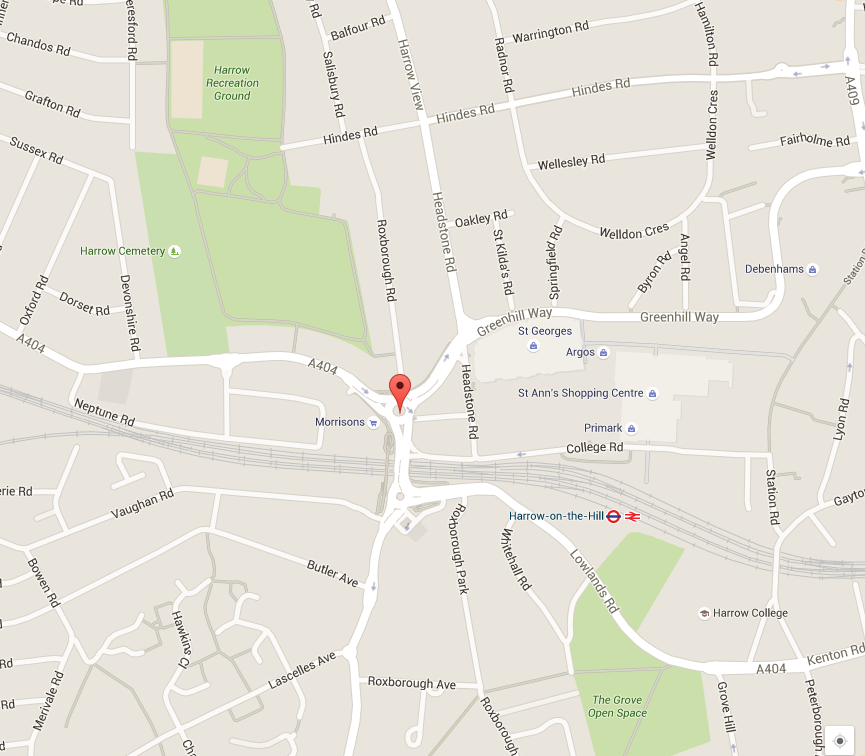 Balfour Rd
Warrington Rd
Hamilton Rd
Chandos Rd
Radnor Rd
Salisbury Rd
Harrow View
Harrow
Recreation
Ground
Grafton Rd
Hindes Rd
Hindes Rd
Hindes Rd
A409
Welldon Cres
Fairholme Rd
Sussex Rd
Wellesley Rd
Oakley Rd
Headstone Rd
Roxborough Rd
St Kilda's Rd
Springfield Rd
Welldon Cres
Harrow Cemetery
Byron Rd
Angel Rd
Debenhams
Oxford Rd
Dorset Rd
Devonshire Rd
Greenhill Way
Greenhill Way
St Georges
A404
A404
Argos
St Ann's Shopping Centre
Headstone Rd
Neptune Rd
Morrisons
Primark
College Rd
Lyon Rd
Station Rd
Vaughan Rd
Harrow-on-the-Hill
Roxborough Park
Whitehall Rd
Lowlands Rd
Butler Ave
Bowen Rd
Hawkins Cl
Harrow College
Lascelles Ave
Kenton Rd
A404
Roxborough Ave
Merivale Rd
The Grove
Open Space
Grove Hill